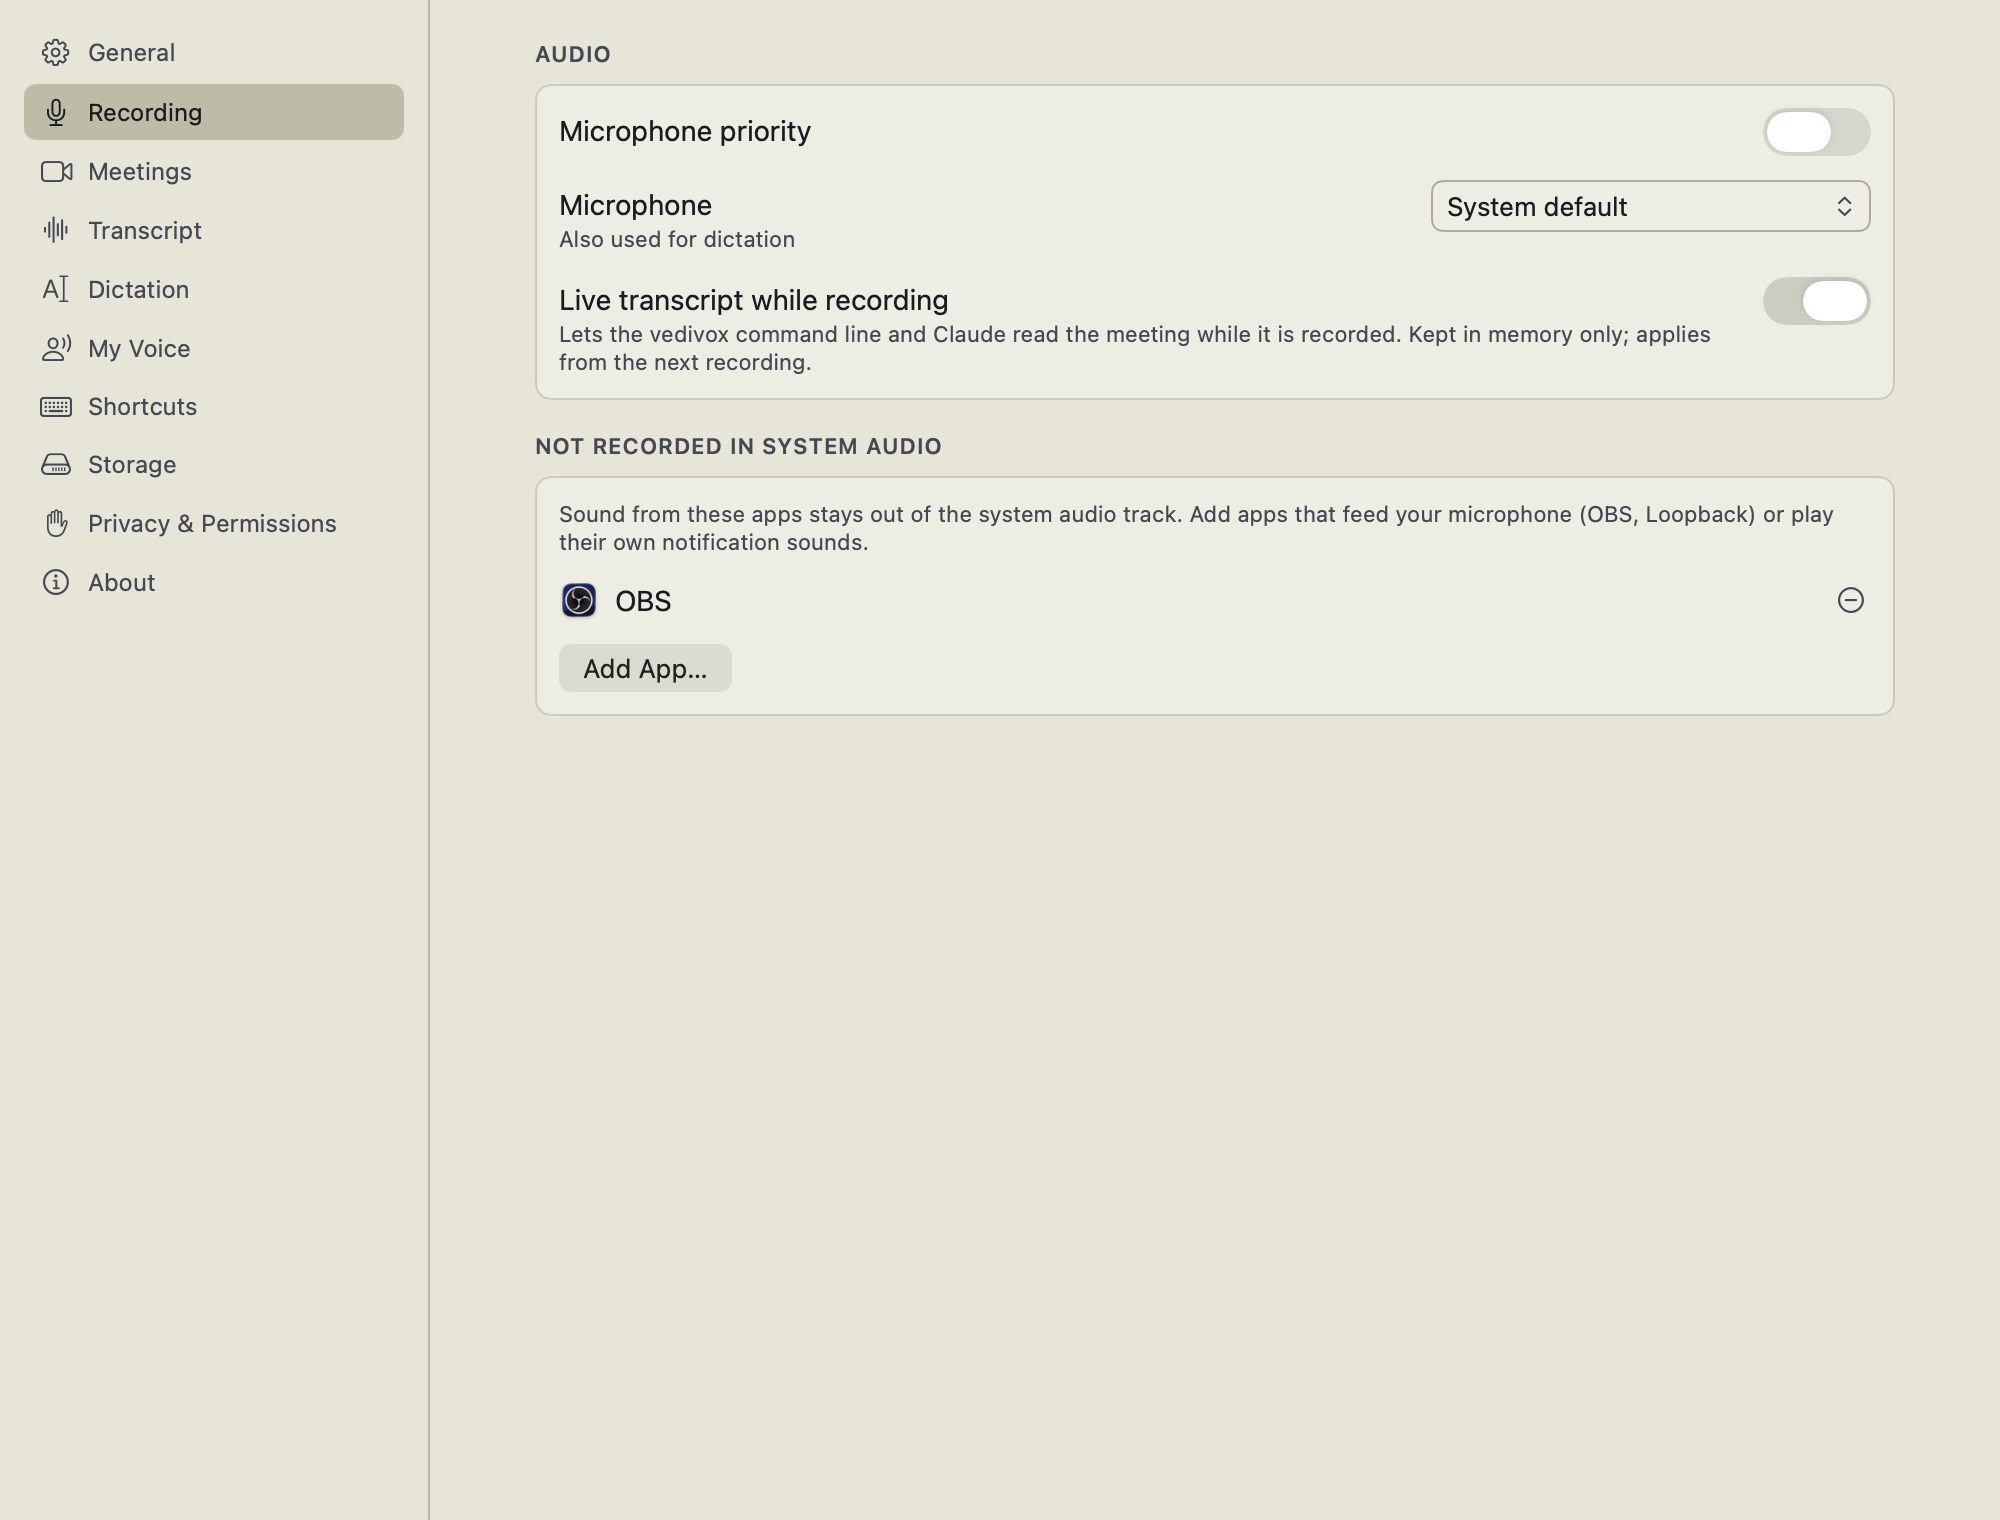 General
Recording
Meetings
Transcript
Dictation
My Voice
Shortcuts
Storage
Privacy & Permissions
About
AUDIO
Microphone priority
Microphone
System default
Also used for dictation
Live transcript while recording
Lets the vedivox command line and Claude read the meeting while it is recorded. Kept in memory only; applies
from the next recording.
NOT RECORDED IN SYSTEM AUDIO
Sound from these apps stays out of the system audio track. Add apps that feed your microphone (OBS, Loopback) or play
their own notification sounds.
OBS
Add App...